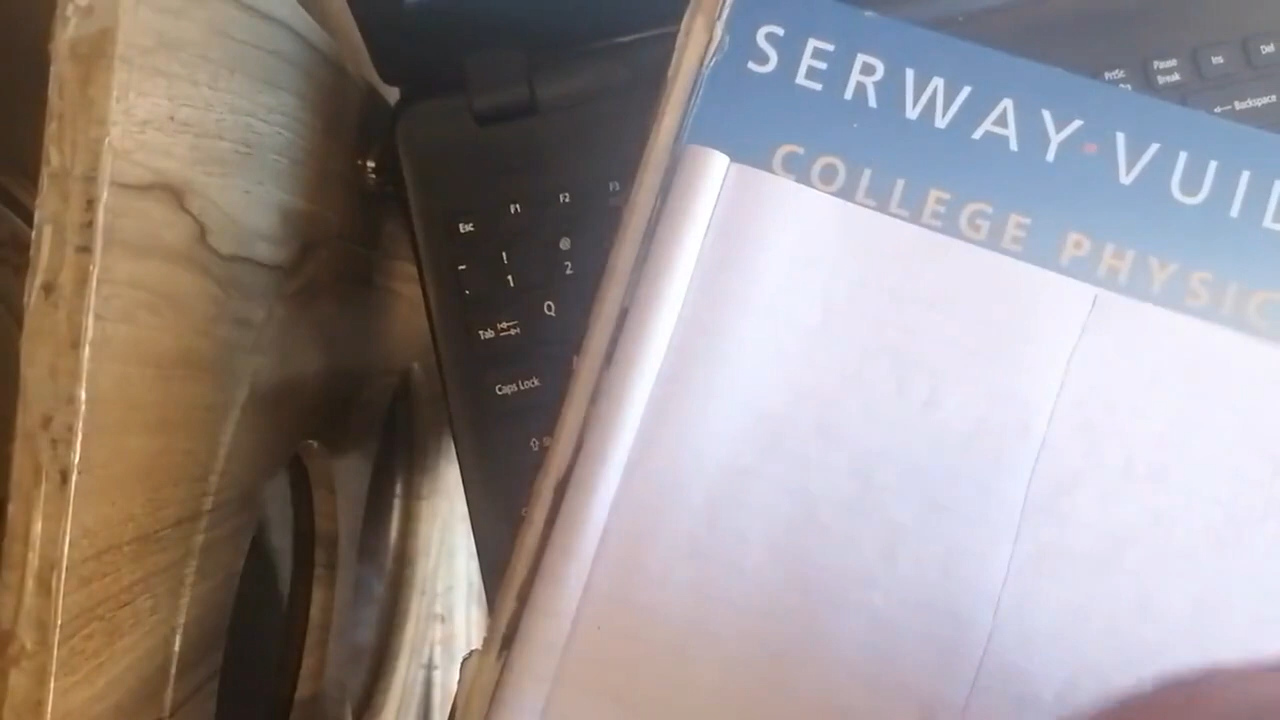 SERWAY·VUIL
COLLEGE PHYSIC
PrtSc
Pause
Break
Ins
Del
Backspace
Esc
F1
F2
F3
~
!
1
@
2
Tab
Q
Caps Lock